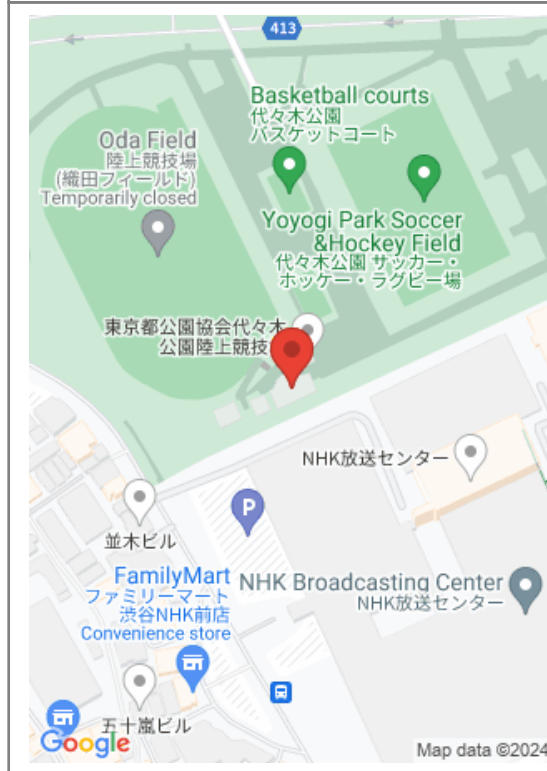 413
Basketball courts
代々木公園
バスケットコート
Oda Field
陸上競技場
(織田フィールド)
Temporarily closed
Yoyogi Park Soccer
&Hockey Field
代々木公園 サッカー・
ホッケー・ラグビー場
東京都公園協会代々木
公園陸上競技
NHK放送センター
P
並木ビル
FamilyMart
ファミリーマート
渋谷NHK前店
Convenience store
NHK Broadcasting Center
NHK放送センター
五十嵐ビル
Google
Map data ©2024